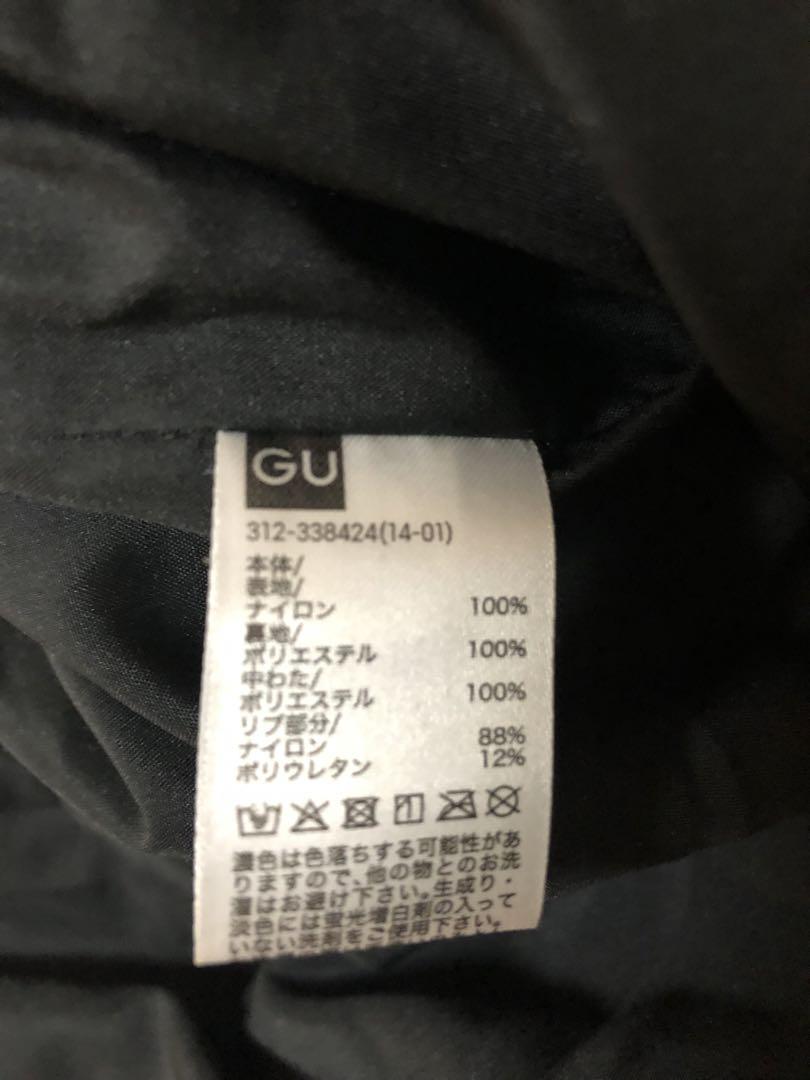 GU
312-338424(14-01)
本体/
表地/
ナイロン 100%
裏地/
ポリエステル 100%
中わた/
ポリエステル 100%
リブ部分/
ナイロン 88%
ポリウレタン 12%
濃色は色落ちする可能性があ
りますので、他の物とのお洗
濯はお避け下さい。生成り・
淡色には蛍光増白剤の入って
いない洗剤をご使用下さい。